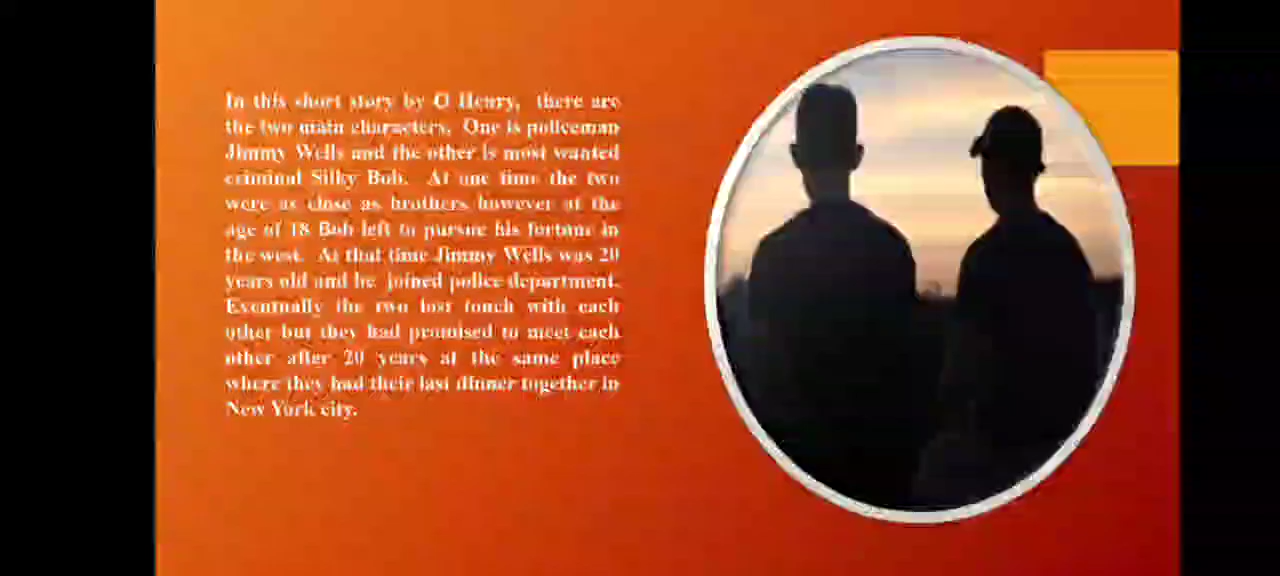 In this short story by O Henry, there are
the two main characters. One is policeman
Jimmy Wells and the other is most wanted
criminal Silky Bob. At one time the two
were as close as brothers however at the
age of 18 Bob left to pursue his fortune in
the west. At that time Jimmy Wells was 20
years old and he joined police department.
Eventually the two lost touch with each
other but they had promised to meet each
other after 20 years at the same place
where they had their last dinner together in
New York city.